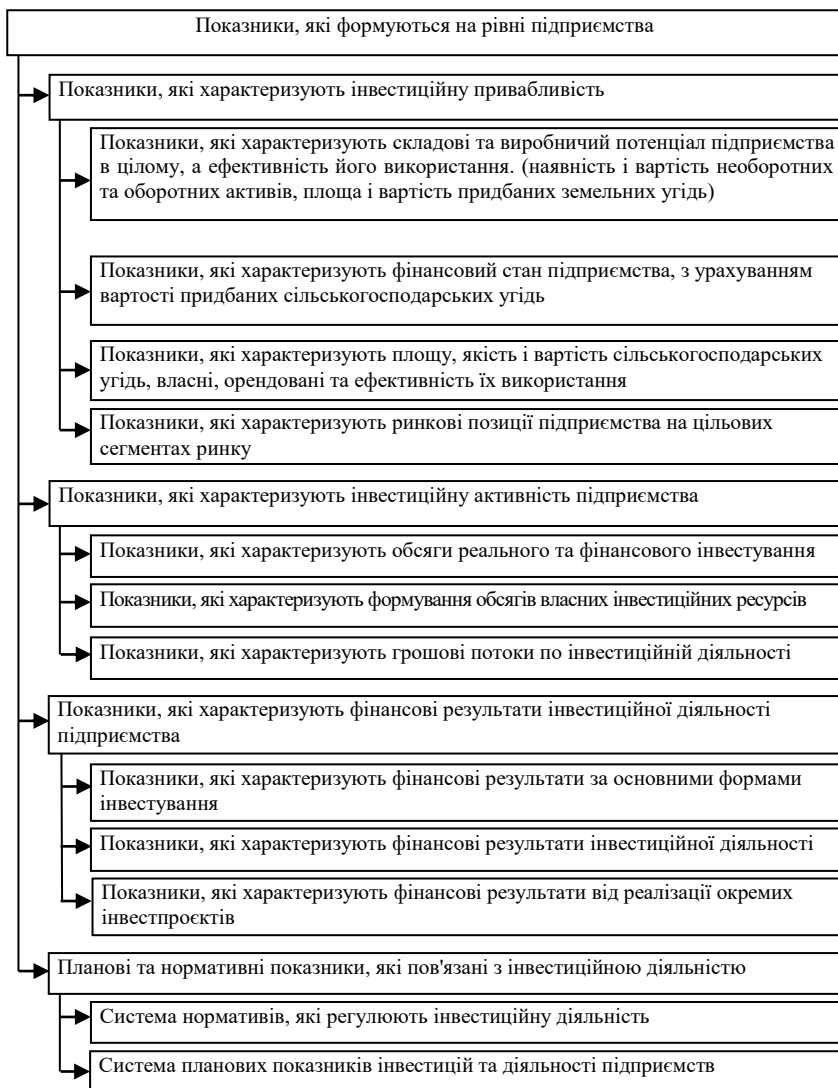 Показники, які формуються на рівні підприємства
Показники, які характеризують інвестиційну привабливість
Показники, які характеризують складові та виробничий потенціал підприємства
в цілому, а ефективність його використання. (наявність і вартість необоротних
та оборотних активів, площа і вартість придбаних земельних угідь)
Показники, які характеризують фінансовий стан підприємства, з урахуванням
вартості придбаних сільськогосподарських угідь
Показники, які характеризують площу, якість і вартість сільськогосподарських
угідь, власні, орендовані та ефективність їх використання
Показники, які характеризують ринкові позиції підприємства на цільових
сегментах ринку
Показники, які характеризують інвестиційну активність підприємства
Показники, які характеризують обсяги реального та фінансового інвестування
Показники, які характеризують формування обсягів власних інвестиційних ресурсів
Показники, які характеризують грошові потоки по інвестиційній діяльності
Показники, які характеризують фінансові результати інвестиційної діяльності
підприємства
Показники, які характеризують фінансові результати за основними формами
інвестування
Показники, які характеризують фінансові результати інвестиційної діяльності
Показники, які характеризують фінансові результати від реалізації окремих
інвестпроєктів
Планові та нормативні показники, які пов'язані з інвестиційною діяльністю
Система нормативів, які регулюють інвестиційну діяльність
Система планових показників інвестицій та діяльності підприємств